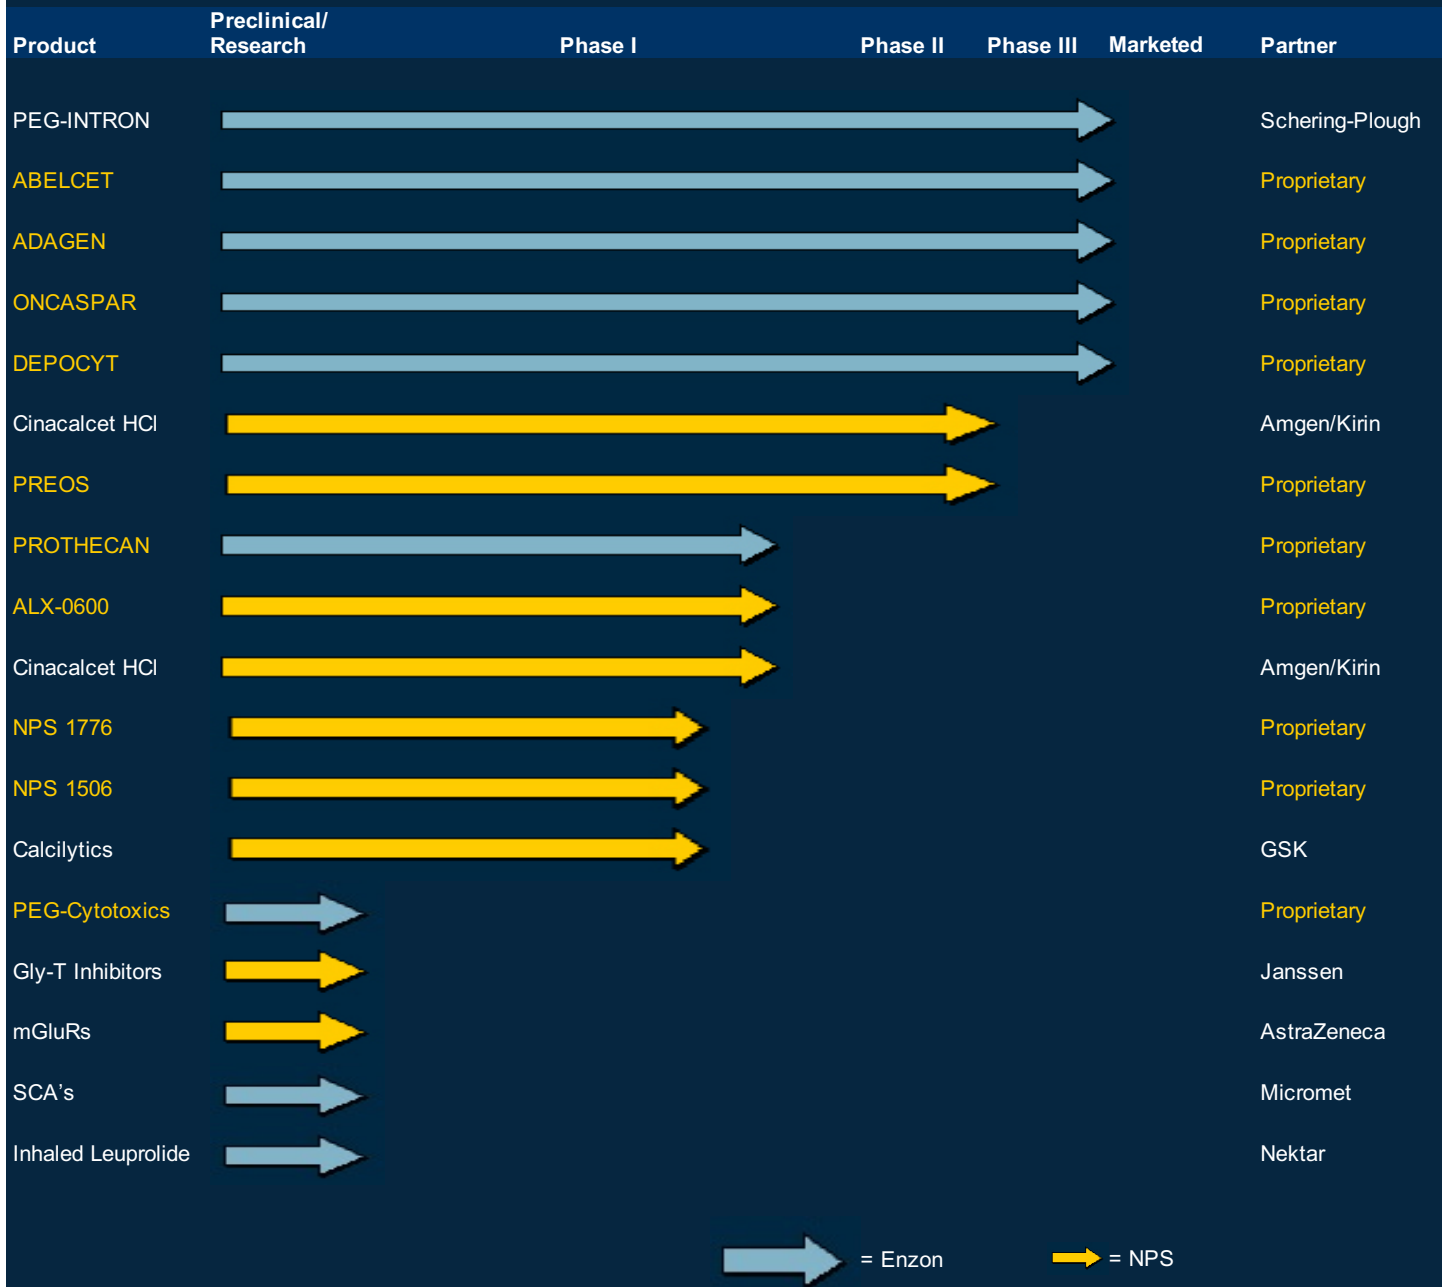 Product Preclinical/ Research Phase I Phase II Phase III Marketed Partner
PEG-INTRON Schering-Plough
ABELCET Proprietary
ADAGEN Proprietary
ONCASPAR Proprietary
DEPOCYT Proprietary
Cinacalcet HCl Amgen/Kirin
PREOS Proprietary
PROTHECAN Proprietary
ALX-0600 Proprietary
Cinacalcet HCl Amgen/Kirin
NPS 1776 Proprietary
NPS 1506 Proprietary
Calcilytics GSK
PEG-Cytotoxics Proprietary
Gly-T Inhibitors Janssen
mGluRs AstraZeneca
SCA's Micromet
Inhaled Leuprolide Nektar
= Enzon = NPS